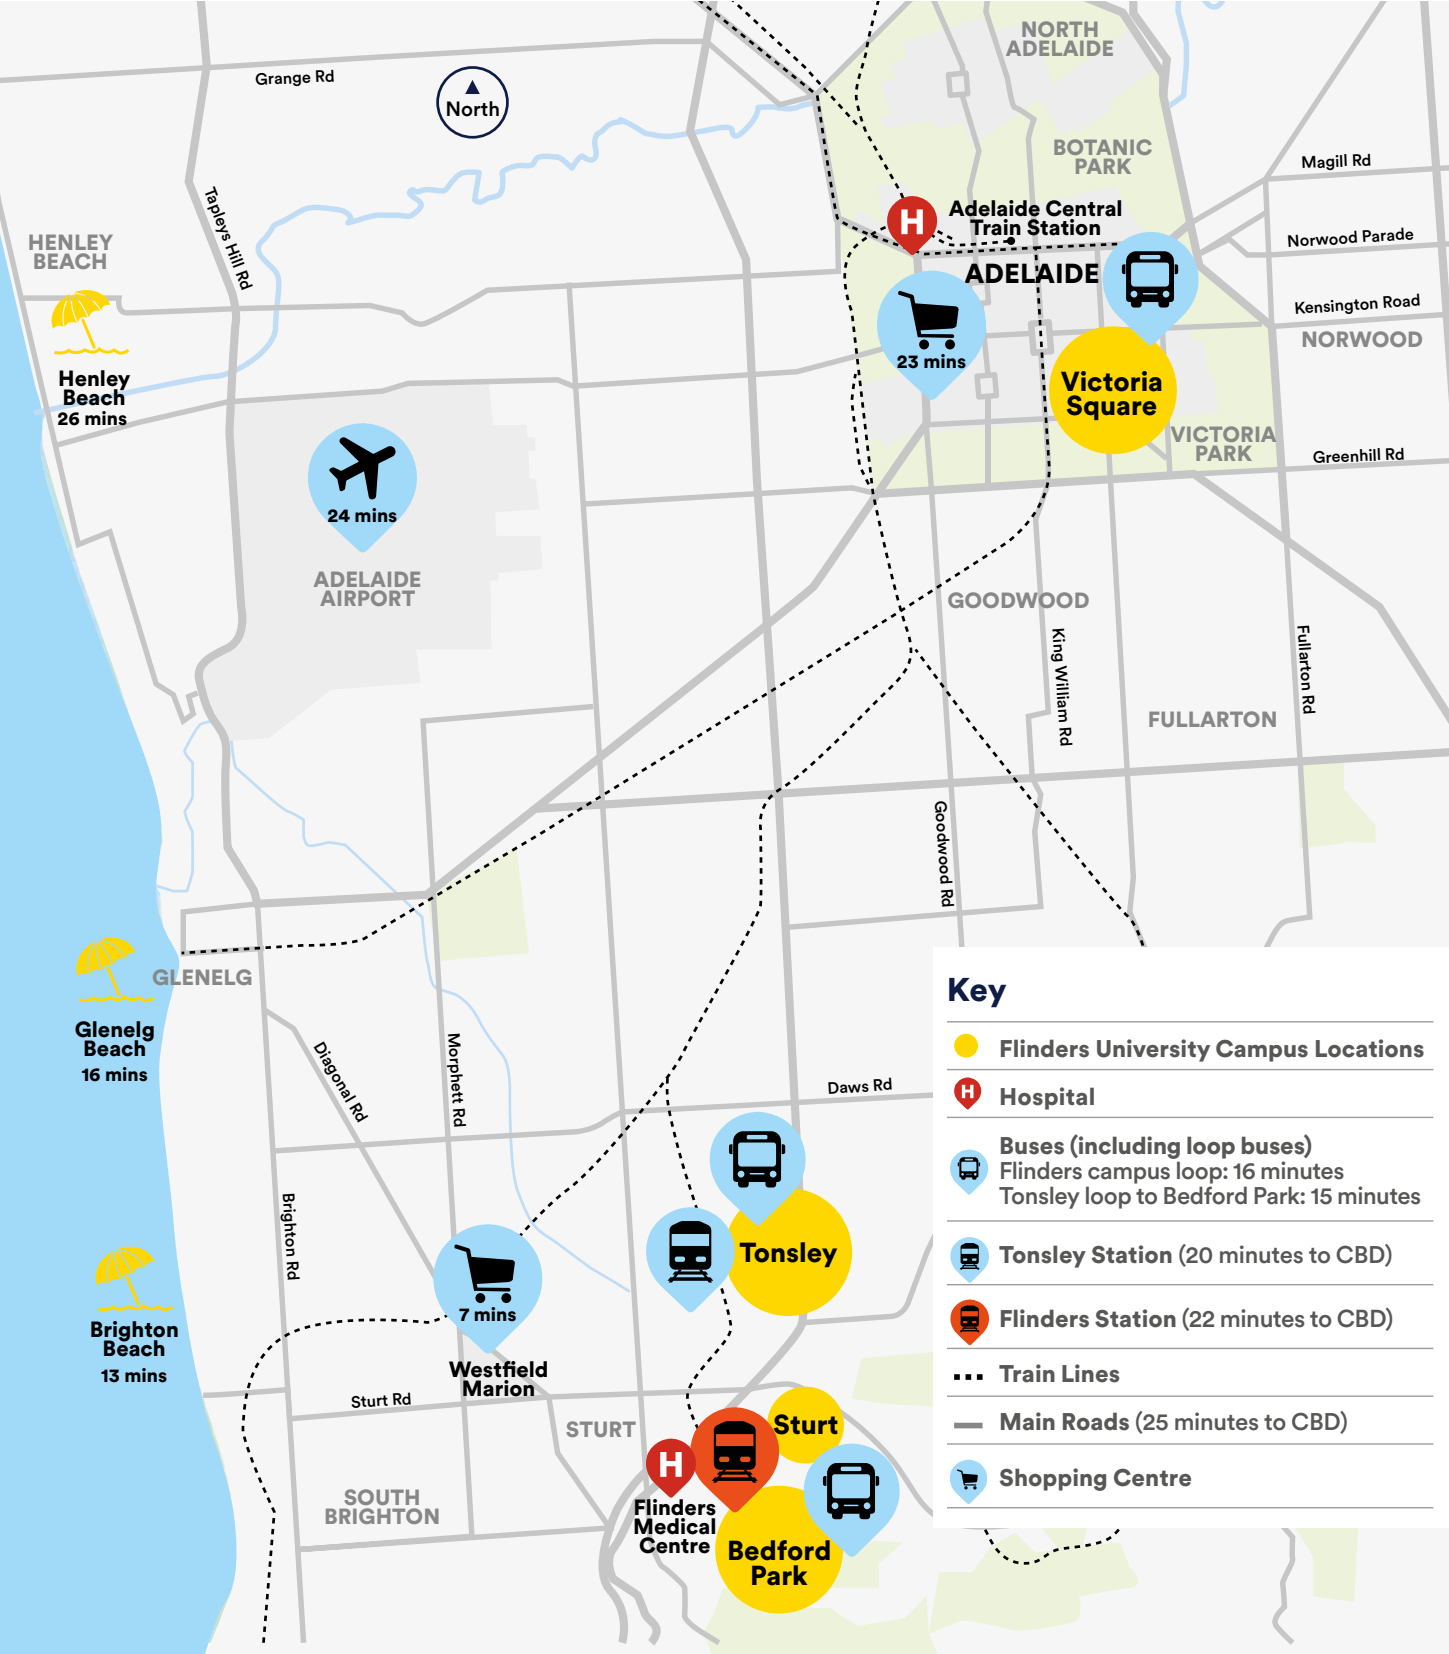 NORTH
ADELAIDE
Grange Rd
North
BOTANIC
PARK
Magill Rd
Tapleys Hill Rd
H
Adelaide Central
Train Station
Norwood Parade
HENLEY
BEACH
ADELAIDE
Kensington Road
NORWOOD
23 mins
Henley
Beach
26 mins
Victoria
Square
VICTORIA
PARK
Greenhill Rd
24 mins
ADELAIDE
AIRPORT
GOODWOOD
King William Rd
Fullarton Rd
FULLARTON
Goodwood Rd
GLENELG
Glenelg
Beach
16 mins
Diagonal Rd
Morphett Rd
Daws Rd
Brighton Rd
Tonsley
7 mins
Westfield
Marion
Brighton
Beach
13 mins
Sturt Rd
STURT
Sturt
H
SOUTH
BRIGHTON
Flinders
Medical
Centre
Bedford
Park
Key
Flinders University Campus Locations
H
Hospital
Buses (including loop buses)
Flinders campus loop: 16 minutes
Tonsley loop to Bedford Park: 15 minutes
Tonsley Station (20 minutes to CBD)
Flinders Station (22 minutes to CBD)
Train Lines
Main Roads (25 minutes to CBD)
Shopping Centre